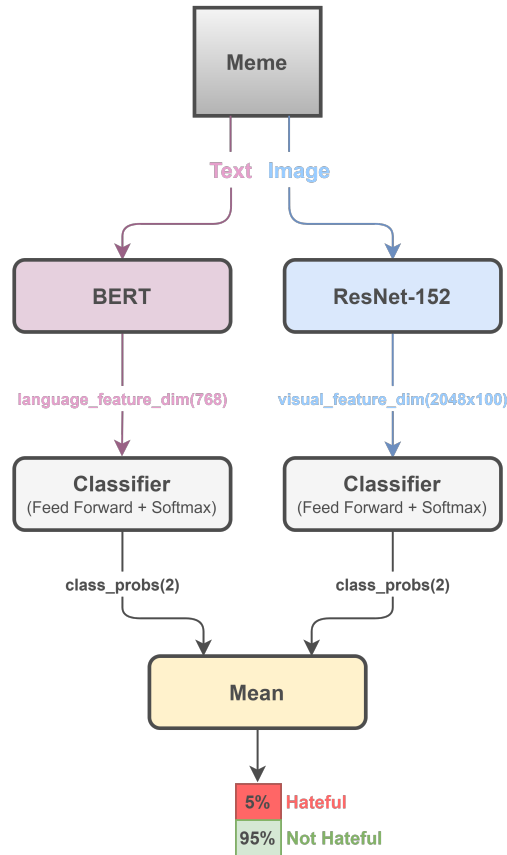 Meme
Text Image
BERT
ResNet-152
language_feature_dim(768)
visual_feature_dim(2048x100)
Classifier
(Feed Forward + Softmax)
Classifier
(Feed Forward + Softmax)
class_probs(2)
class_probs(2)
Mean
5% Hateful
95% Not Hateful